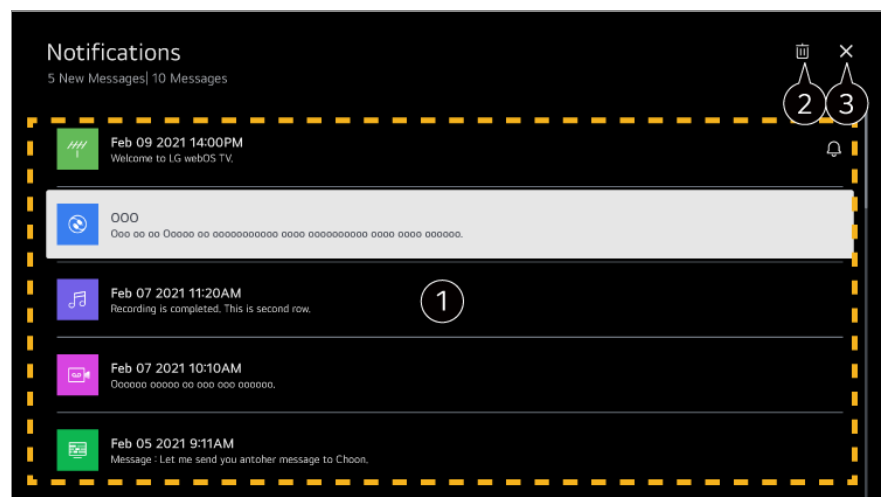 Notifications
5 New Messages| 10 Messages
2 3
Feb 09 2021 14:00PM
Welcome to LG webOS TV.
OOO
Ooo oo oo Ooooo oo ooooooooooo oooo oooooooooo oooo oooo oooooo.
Feb 07 2021 11:20AM
Recording is completed. This is second row.
1
Feb 07 2021 10:10AM
Oooooo ooooo oo ooo ooo oooooo.
Feb 05 2021 9:11AM
Message : Let me send you antoher message to Choon.